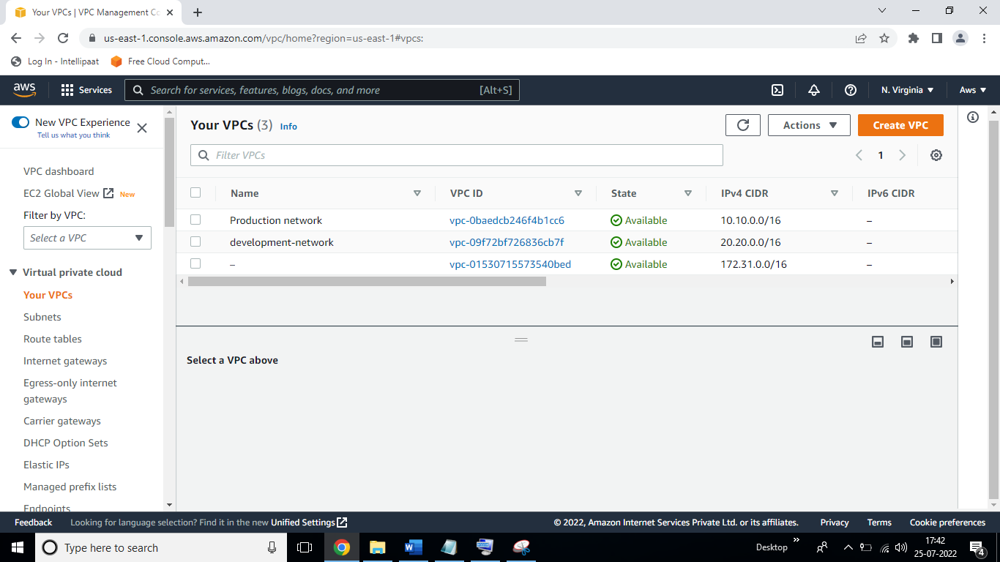 Your VPCs | VPC Management Co
us-east-1.console.aws.amazon.com/vpc/home?region=us-east-1#vpcs:
Log In - Intellipaat
Free Cloud Comput...
aws
Services
Search for services, features, blogs, docs, and more
[Alt+S]
N. Virginia
Aws
New VPC Experience
Tell us what you think
VPC dashboard
EC2 Global View
New
Filter by VPC:
Select a VPC
Virtual private cloud
Your VPCs
Subnets
Route tables
Internet gateways
Egress-only internet
gateways
Carrier gateways
DHCP Option Sets
Elastic IPs
Managed prefix lists
Endpoints
Your VPCs (3) Info
Actions
Create VPC
Filter VPCs
1
Name VPC ID State IPv4 CIDR IPv6 CIDR
Production network vpc-0baedcb246f4b1cc6 Available 10.10.0.0/16 –
development-network vpc-09f72bf726836cb7f Available 20.20.0.0/16 –
– vpc-01530715573540bed Available 172.31.0.0/16 –
Select a VPC above
Feedback
Looking for language selection? Find it in the new Unified Settings
© 2022, Amazon Internet Services Private Ltd. or its affiliates.
Privacy
Terms
Cookie preferences
Type here to search
Desktop
17:42
25-07-2022
4